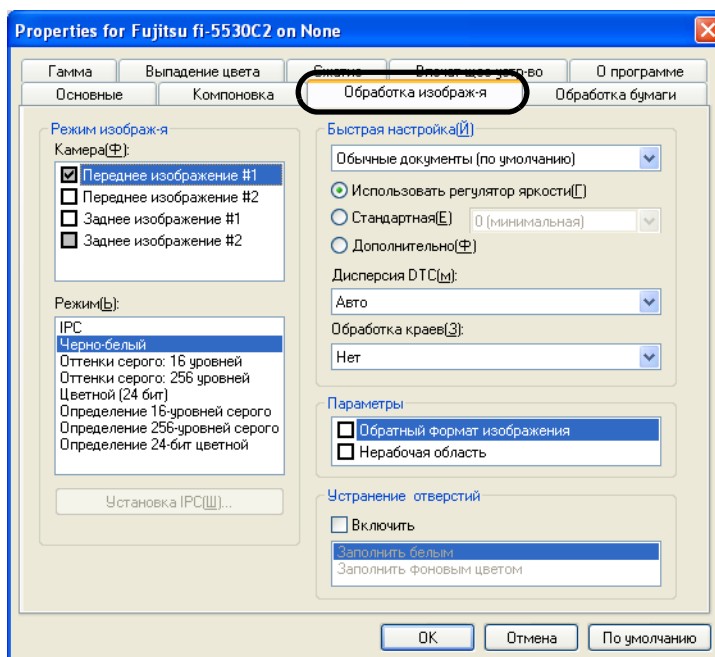 Properties for Fujitsu fi-5530C2 on None
Гамма Выпадение цвета Сжатие Впечат-щее устр-во О программе
Основные Компоновка Обработка изображ-я Обработка бумаги
Режим изображ-я
Камера(Ф):
Переднее изображение #1
Переднее изображение #2
Заднее изображение #1
Заднее изображение #2
Режим(Ь):
IPC
Черно-белый
Оттенки серого: 16 уровней
Оттенки серого: 256 уровней
Цветной (24 бит)
Определение 16-уровней серого
Определение 256-уровней серого
Определение 24-бит цветной
Установка IPC(Ш)...
Быстрая настройка(Й)
Обычные документы (по умолчанию)
Использовать регулятор яркости(Г)
Стандартная(Е) 0 (минимальная)
Дополнительно(Ф)
Дисперсия DTC(м):
Авто
Обработка краев(З):
Нет
Параметры
Обратный формат изображения
Нерабочая область
Устранение отверстий
Включить
Заполнить белым
Заполнить фоновым цветом
OK Отмена По умолчанию